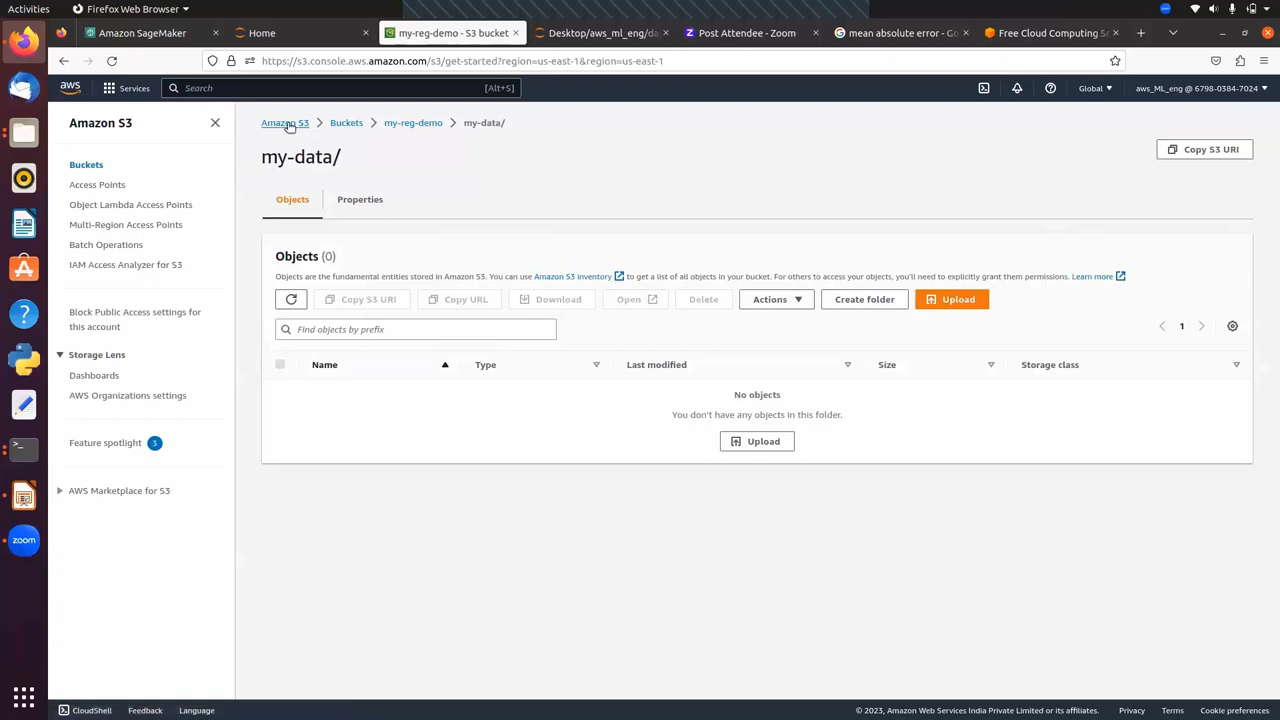 Activities
Firefox Web Browser
Amazon SageMaker
Home
my-reg-demo - S3 bucket
Desktop/aws_ml_eng/da
Post Attendee - Zoom
mean absolute error - Go
Free Cloud Computing Se
https://s3.console.aws.amazon.com/s3/get-started?region=us-east-1&region=us-east-1
aws
Services
Search
[Alt+S]
Global
aws_ML_eng @ 6798-0384-7024
Amazon S3
Buckets
Access Points
Object Lambda Access Points
Multi-Region Access Points
Batch Operations
IAM Access Analyzer for S3
Block Public Access settings for
this account
Storage Lens
Dashboards
AWS Organizations settings
Feature spotlight 3
AWS Marketplace for S3
Amazon S3 Buckets my-reg-demo my-data/
my-data/
Copy S3 URI
Objects
Properties
Objects (0)
Objects are the fundamental entities stored in Amazon S3. You can use Amazon S3 inventory to get a list of all objects in your bucket. For others to access your objects, you'll need to explicitly grant them permissions. Learn more
Copy S3 URI
Copy URL
Download
Open
Delete
Actions
Create folder
Upload
Find objects by prefix
1
Name
Type
Last modified
Size
Storage class
No objects
You don't have any objects in this folder.
Upload
zoom
CloudShell
Feedback
Language
© 2023, Amazon Web Services India Private Limited or its affiliates.
Privacy
Terms
Cookie preferences